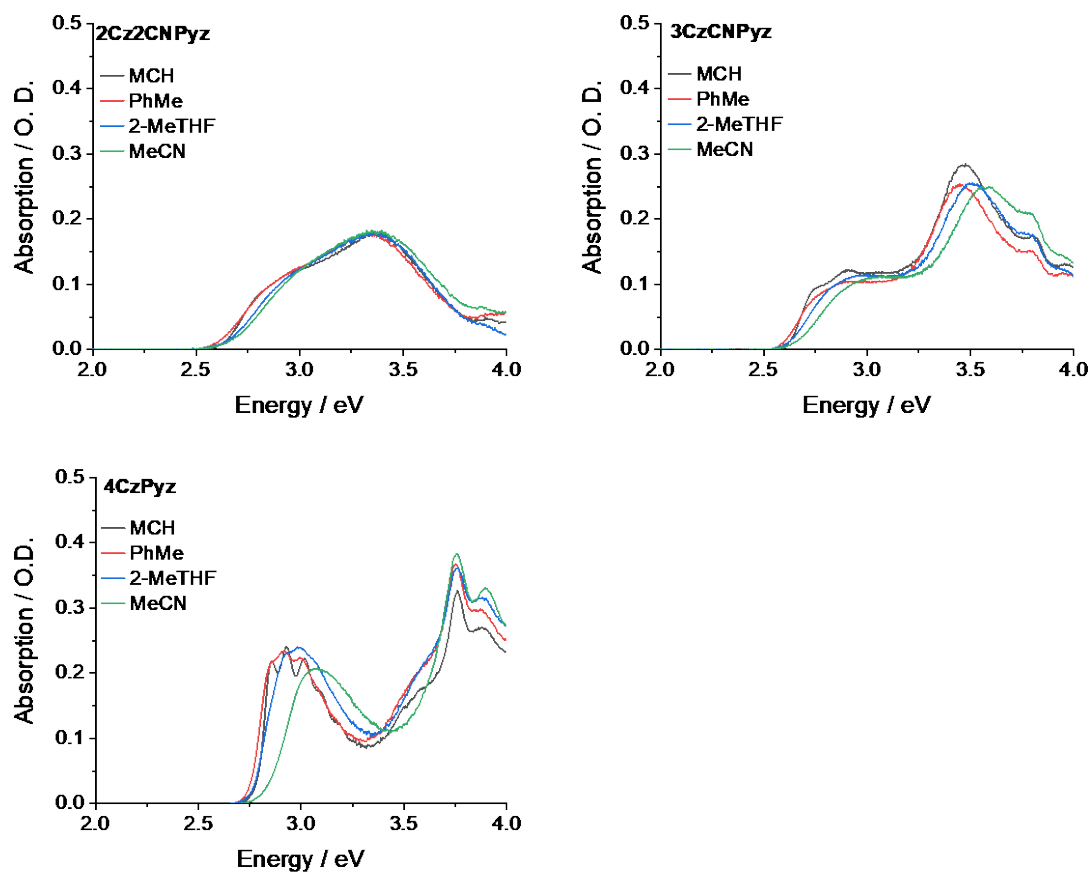 2Cz2CNPyz
MCH
PhMe
2-MeTHF
MeCN
Absorption / O. D.
0.5
0.4
0.3
0.2
0.1
0.0
2.0 2.5 3.0 3.5 4.0
Energy / eV
3CzCNPyz
MCH
PhMe
2-MeTHF
MeCN
Absorption / O. D.
0.5
0.4
0.3
0.2
0.1
0.0
2.0 2.5 3.0 3.5 4.0
Energy / eV
4CzPyz
MCH
PhMe
2-MeTHF
MeCN
Absorption / O.D.
0.5
0.4
0.3
0.2
0.1
0.0
2.0 2.5 3.0 3.5 4.0
Energy / eV